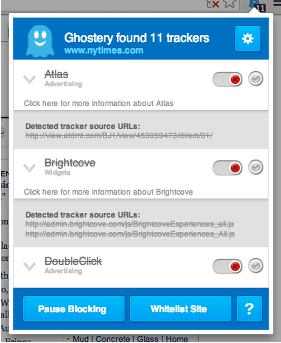 11
Ghostery found 11 trackers
www.nytimes.com
Atlas
Advertising
Click here for more information about Atlas
Detected tracker source URLs:
http://view.atdmt.com/BJ1/view/463959473/direct/01/
Brightcove
Widgets
Click here for more information about Brightcove
Detected tracker source URLs:
http://admin.brightcove.com/js/BrightcoveExperiences_all.js
http://admin.brightcove.com/js/BrightcoveExperiences_All.js
DoubleClick
Advertising
Pause Blocking
Whitelist Site
?
Mud | Concrete | Glass | Home